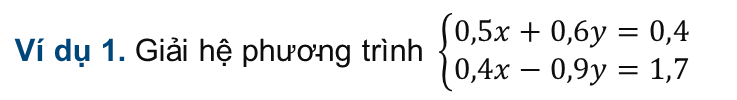 Ví dụ 1. Giải hệ phương trình {0,5x + 0,6y = 0,4
0,4x − 0,9y = 1,7